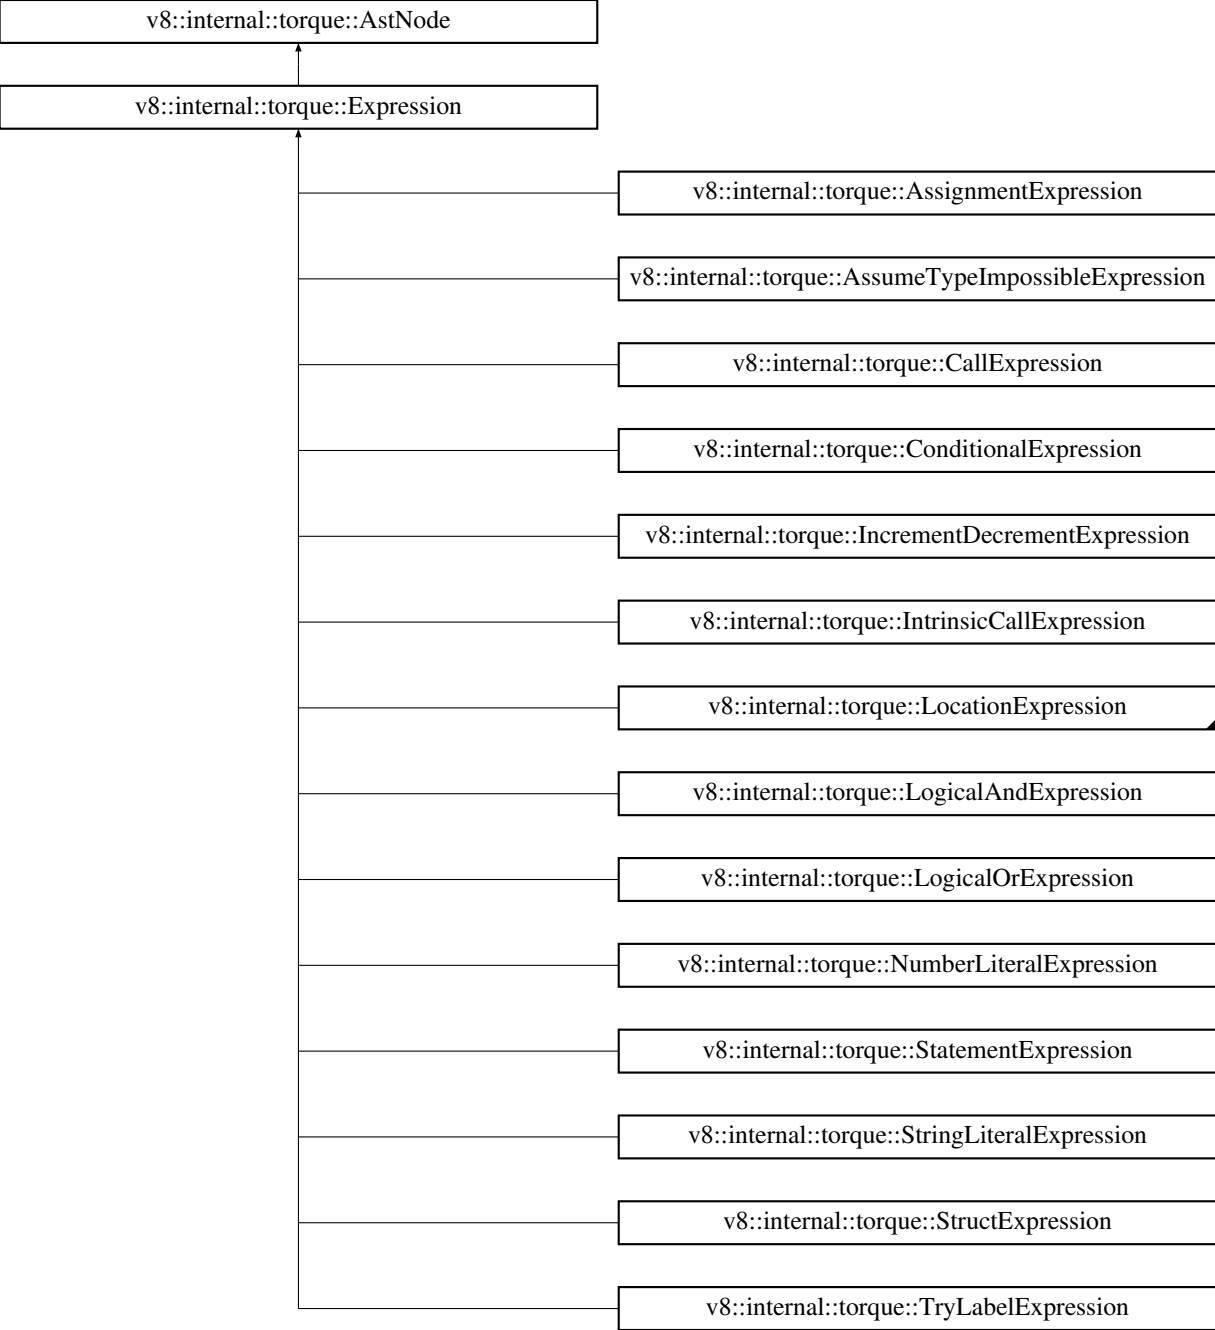 v8::internal::torque::AstNode
v8::internal::torque::Expression
v8::internal::torque::AssignmentExpression
v8::internal::torque::AssumeTypeImpossibleExpression
v8::internal::torque::CallExpression
v8::internal::torque::ConditionalExpression
v8::internal::torque::IncrementDecrementExpression
v8::internal::torque::IntrinsicCallExpression
v8::internal::torque::LocationExpression
v8::internal::torque::LogicalAndExpression
v8::internal::torque::LogicalOrExpression
v8::internal::torque::NumberLiteralExpression
v8::internal::torque::StatementExpression
v8::internal::torque::StringLiteralExpression
v8::internal::torque::StructExpression
v8::internal::torque::TryLabelExpression